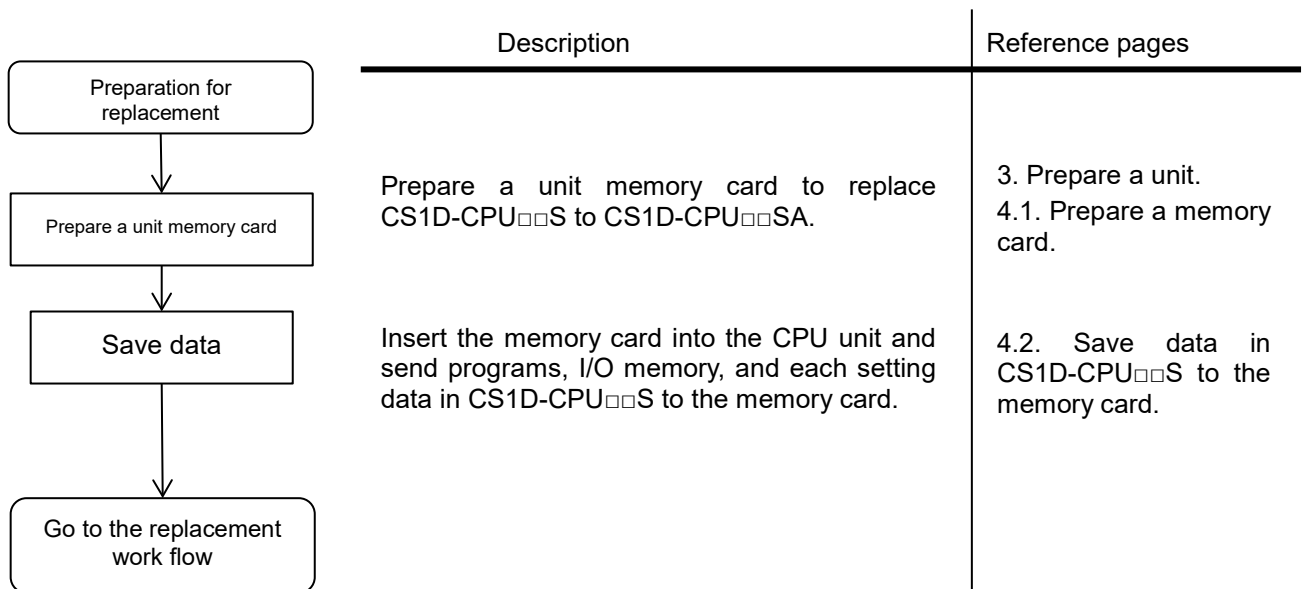 Description
Reference pages
Preparation for
replacement
Prepare a unit memory card
Prepare a unit memory card to replace
CS1D-CPU□□S to CS1D-CPU□□SA.
3. Prepare a unit.
4.1. Prepare a memory
card.
Save data
Insert the memory card into the CPU unit and
send programs, I/O memory, and each setting
data in CS1D-CPU□□S to the memory card.
4.2. Save data in
CS1D-CPU□□S to the
memory card.
Go to the replacement
work flow